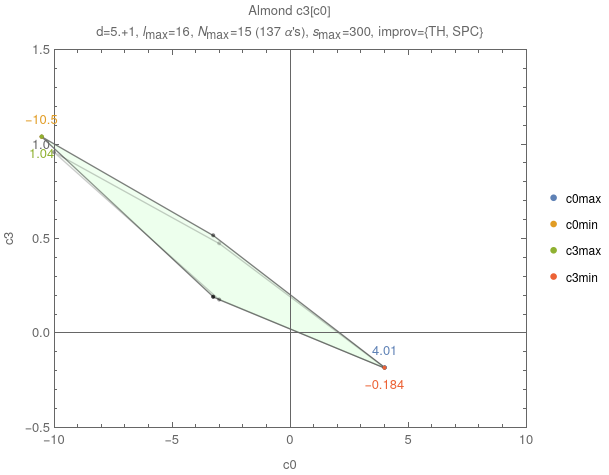 Almond c3[c0]
d=5.+1, lmax=16, Nmax=15 (137 α's), smax=300, improv={TH, SPC}
1.5
−10.5
1.0
1.04
c0max
c0min
0.5
c3
c3max
c3min
0.0
4.01
−0.184
−0.5
−10
−5
0
5
10
c0